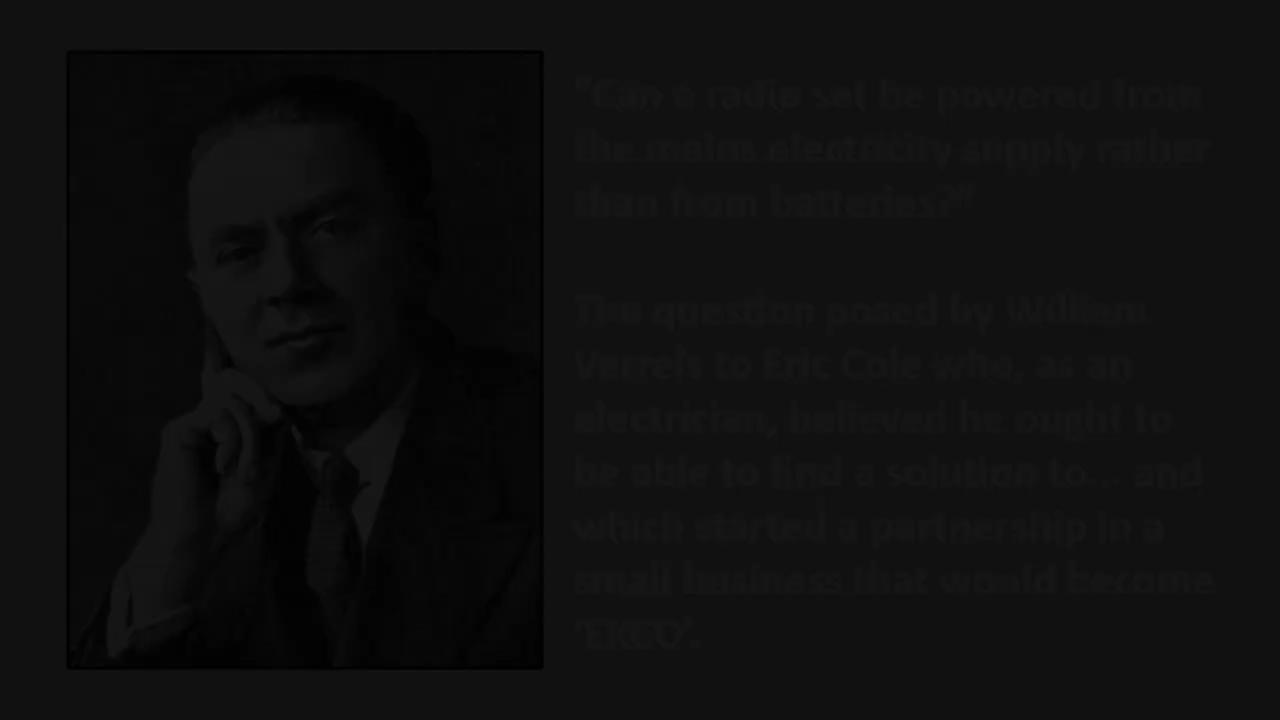 "Can a radio set be powered from
the mains electricity supply rather
than from batteries?"
The question posed by William
Verrels to Eric Cole who, as an
electrician, believed he ought to
be able to find a solution to... and
which started a partnership in a
small business that would become
'EKCO'.